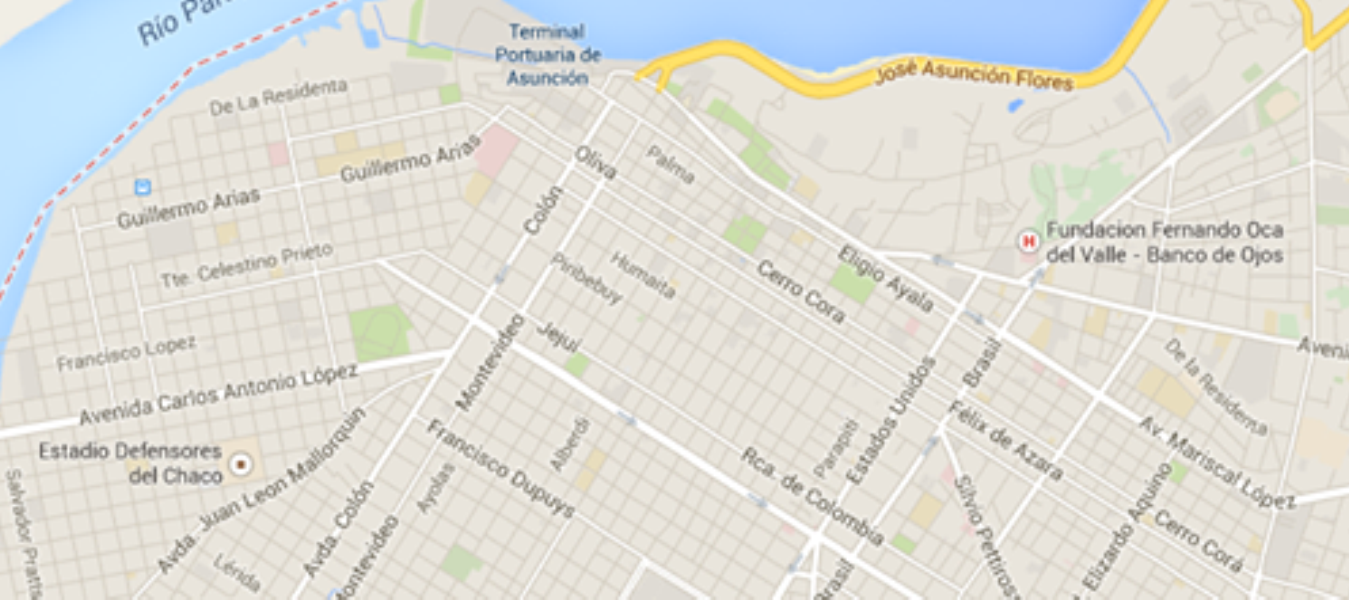 Río Par
Terminal
Portuaria de
Asunción
José Asunción Flores
De La Residenta
Guillermo Arias
Guillermo Arias
Oliva
Palma
Colón
Tte. Celestino Prieto
Piribebuy
Humaita
Cerro Cora
Eligio Ayala
Fundacion Fernando Oca
del Valle - Banco de Ojos
Francisco Lopez
Avenida Carlos Antonio López
Montevideo
Jejuí
Brasil
Estados Unidos
De la Residenta
Aveni
Estadio Defensores
del Chaco
Avda. Juan Leon Mallorquin
Francisco Dupuys
Alberdi
Parapiti
Félix de Azara
Av. Mariscal López
Salvador Pratt
Avda. Colón
Ayolas
Rca. de Colombia
Silvio Pettiros
Elizardo Aquino
Cerro Corá
Lérida
Montevideo
Brasil